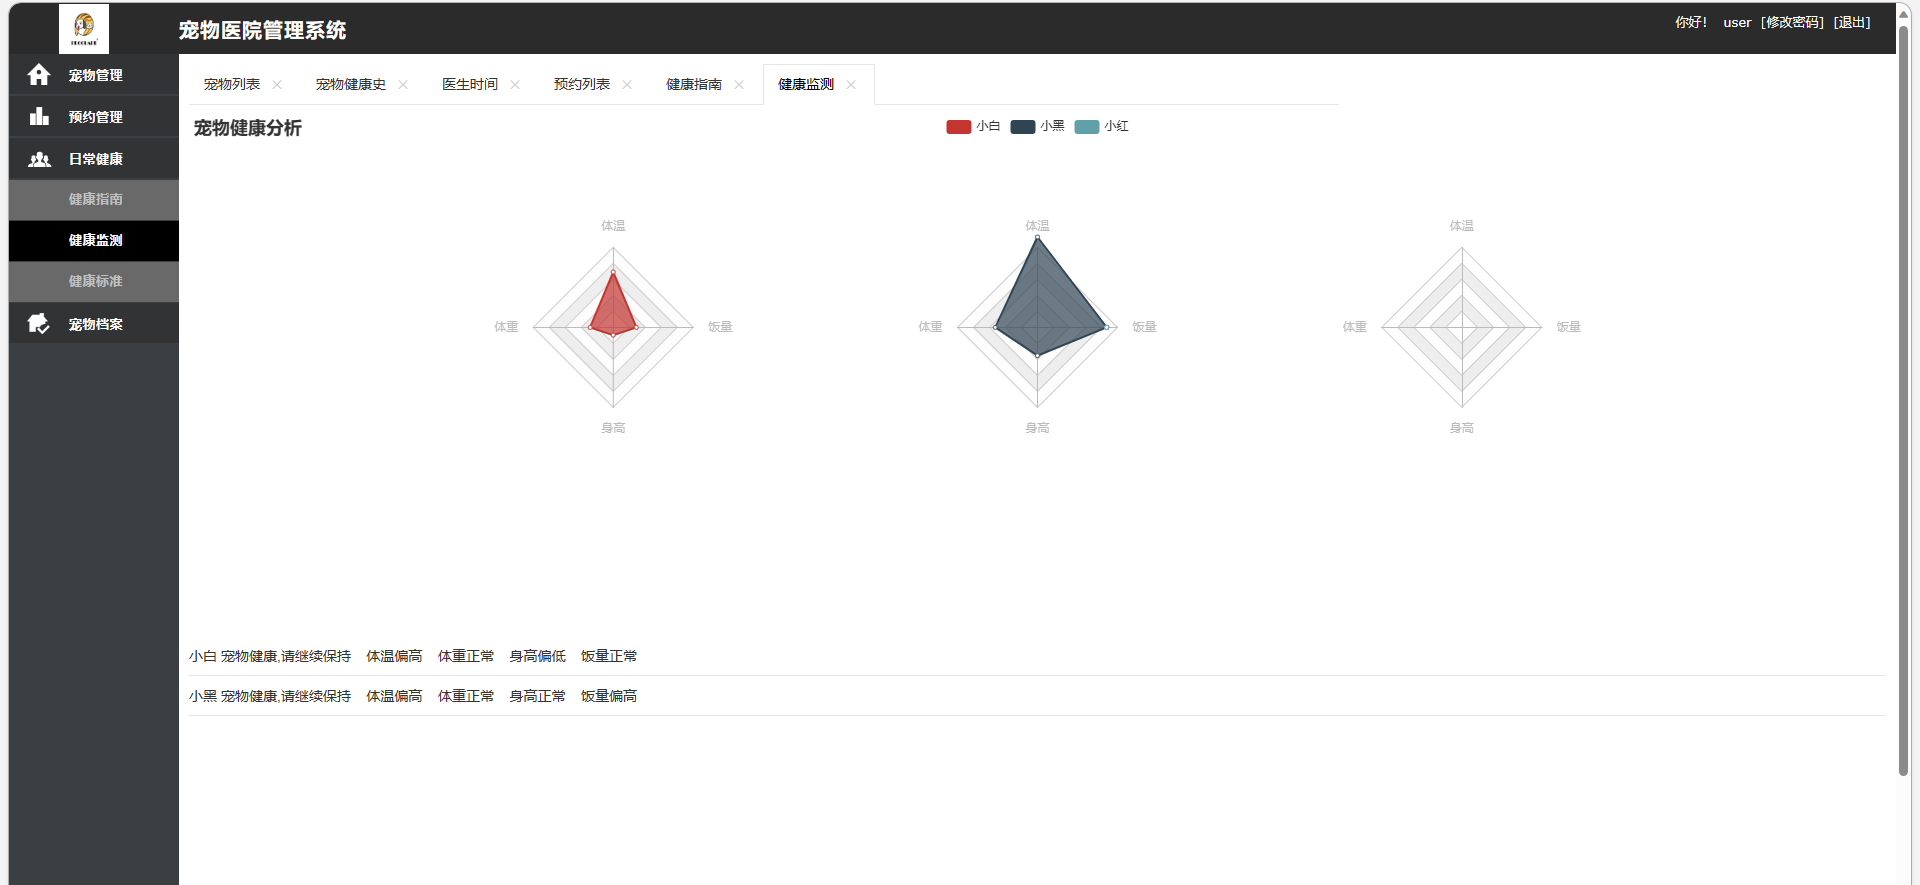 宠物医院管理系统
你好! user [修改密码] [退出]
宠物管理
预约管理
日常健康
健康指南
健康监测
健康标准
宠物档案
宠物列表 宠物健康史 医生时间 预约列表 健康指南 健康监测
宠物健康分析
小白 小黑 小红
体温 体温 体温
体重 饭量 体重 饭量 体重 饭量
身高 身高 身高
小白 宠物健康,请继续保持 体温偏高 体重正常 身高偏低 饭量正常
小黑 宠物健康,请继续保持 体温偏高 体重正常 身高正常 饭量偏高